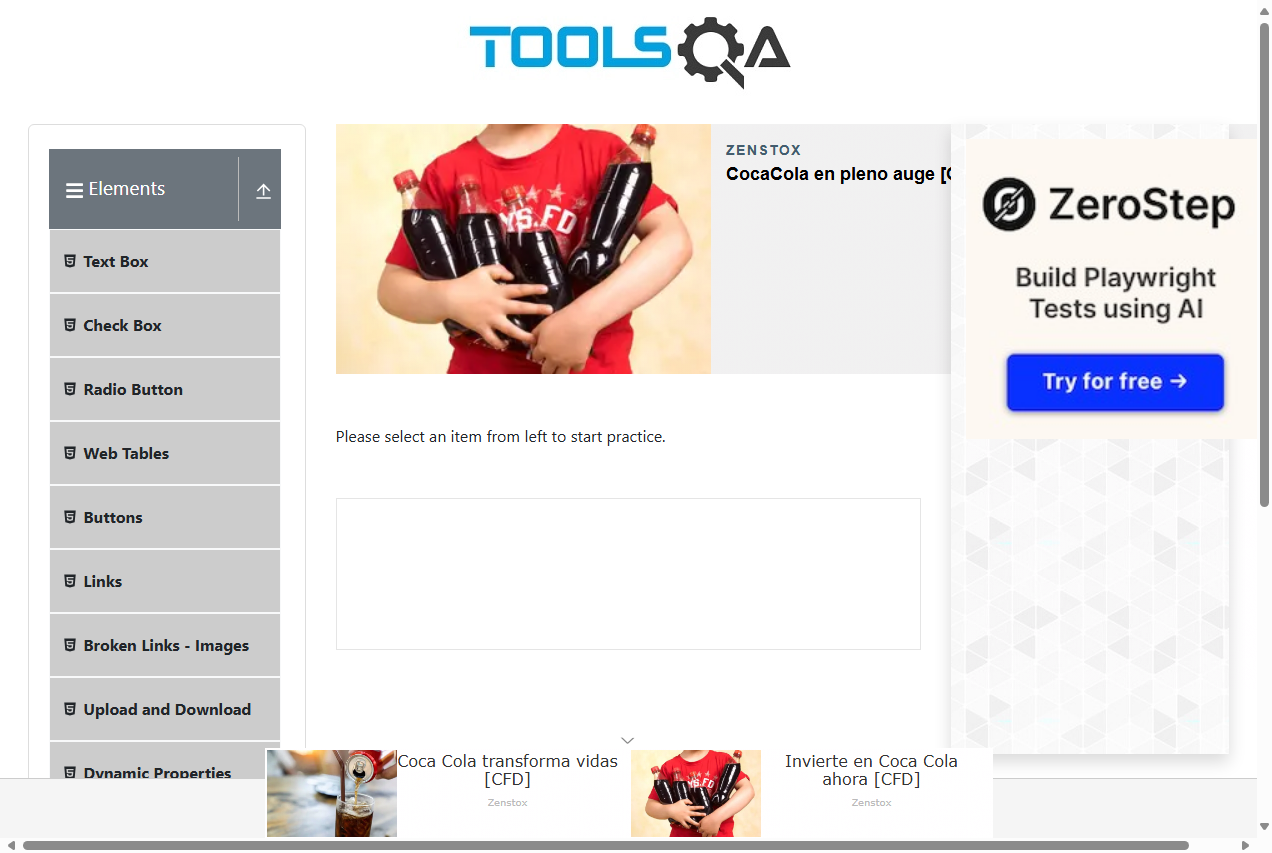 TOOLSQA
Elements
Text Box
Check Box
Radio Button
Web Tables
Buttons
Links
Broken Links - Images
Upload and Download
Dynamic Properties
YS.FD
ZENSTOX
CocaCola en pleno auge [C
ZeroStep
Build Playwright
Tests using AI
Try for free →
Please select an item from left to start practice.
Coca Cola transforma vidas
[CFD]
Zenstox
Invierte en Coca Cola
ahora [CFD]
Zenstox